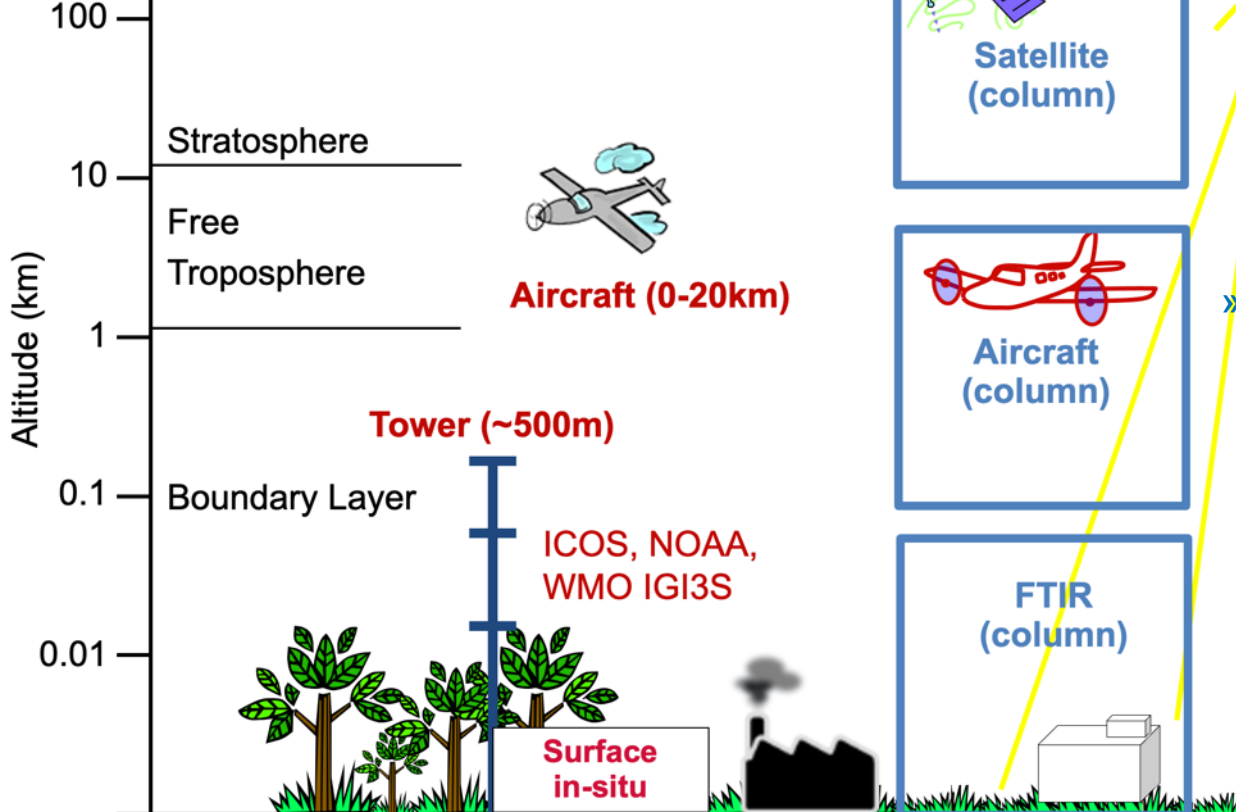 100
Satellite
(column)
Stratosphere
10
Free
Troposphere
Aircraft (0-20km)
Altitude (km)
1
Aircraft
(column)
»
Tower (~500m)
0.1
Boundary Layer
ICOS, NOAA,
WMO IGI3S
FTIR
(column)
0.01
Surface
in-situ